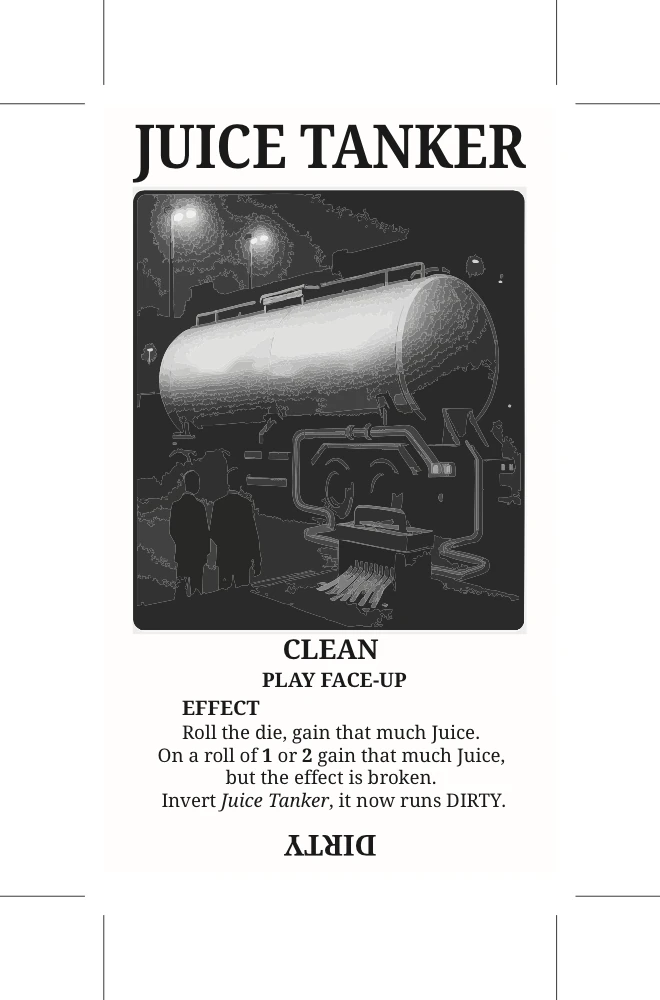 JUICE TANKER
CLEAN
PLAY FACE-UP
EFFECT
Roll the die, gain that much Juice.
On a roll of 1 or 2 gain that much Juice,
but the effect is broken.
Invert Juice Tanker, it now runs DIRTY.
DIRTY